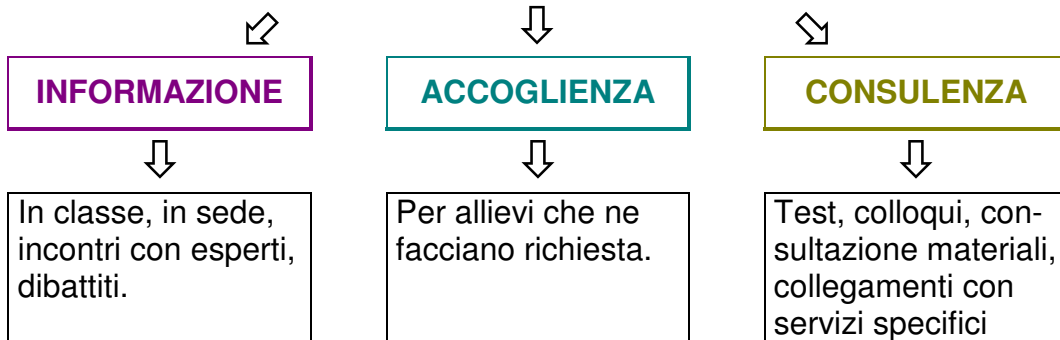 INFORMAZIONE
In classe, in sede,
incontri con esperti,
dibattiti.
ACCOGLIENZA
Per allievi che ne
facciano richiesta.
CONSULENZA
Test, colloqui, con-
sultazione materiali,
collegamenti con
servizi specifici